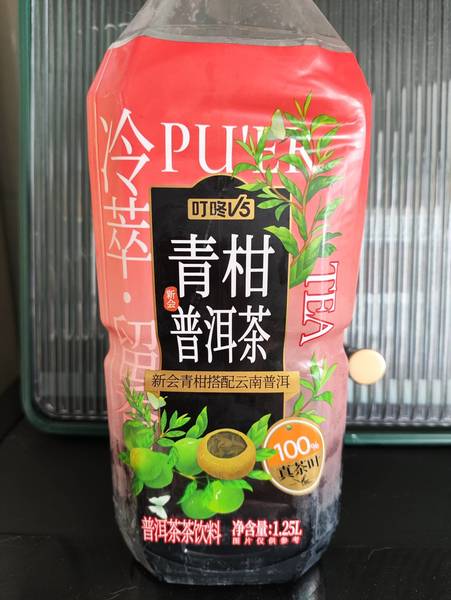 PU'ER
TEA
冷萃·留
叮咚V5
青柑
新会
普洱茶
新会青柑搭配云南普洱
100%
真茶叶
普洱茶茶饮料
净含量:1.25L
图片仅供参考